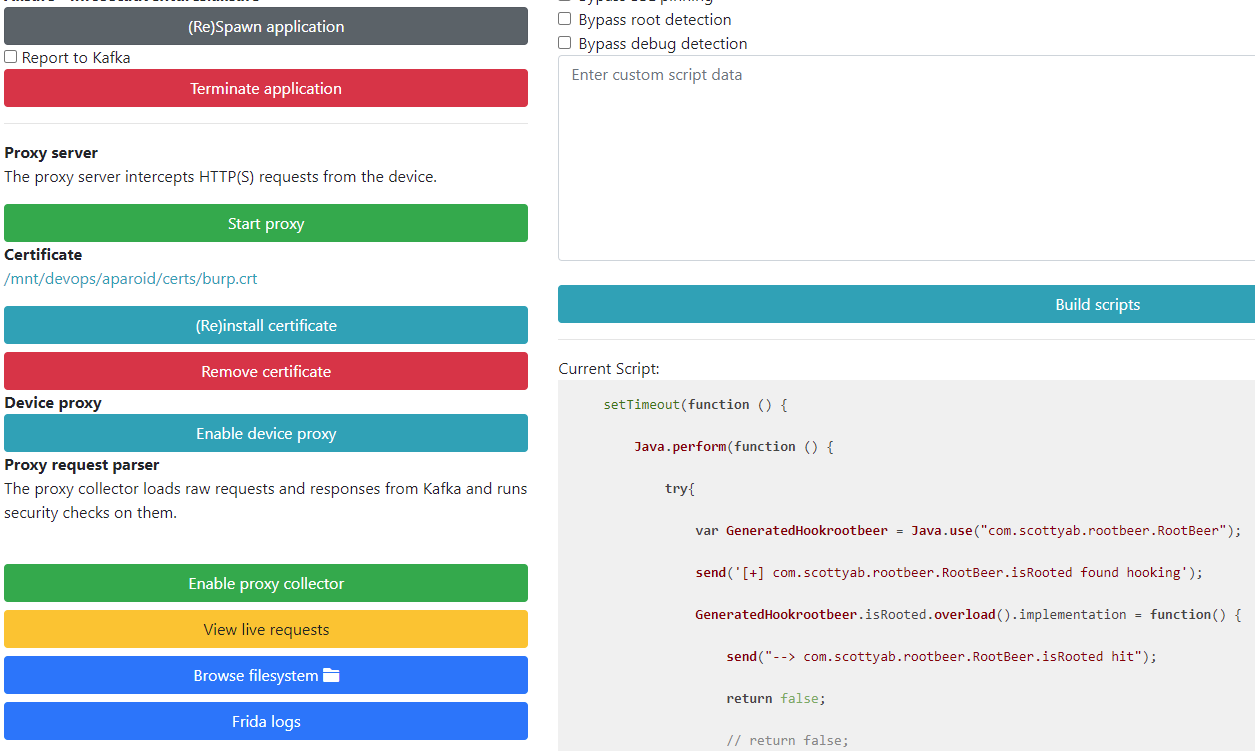 (Re)Spawn application
Report to Kafka
Terminate application
Proxy server
The proxy server intercepts HTTP(S) requests from the device.
Start proxy
Certificate
/mnt/devops/aparoid/certs/burp.crt
(Re)install certificate
Remove certificate
Device proxy
Enable device proxy
Proxy request parser
The proxy collector loads raw requests and responses from Kafka and runs
security checks on them.
Enable proxy collector
View live requests
Browse filesystem
Frida logs
Bypass root detection
Bypass debug detection
Enter custom script data
Build scripts
Current Script:
setTimeout(function () {
Java.perform(function () {
try{
var GeneratedHookrootbeer = Java.use("com.scottyab.rootbeer.RootBeer");
send('[+] com.scottyab.rootbeer.RootBeer.isRooted found hooking');
GeneratedHookrootbeer.isRooted.overload().implementation = function() {
send("--> com.scottyab.rootbeer.RootBeer.isRooted hit");
return false;
// return false;